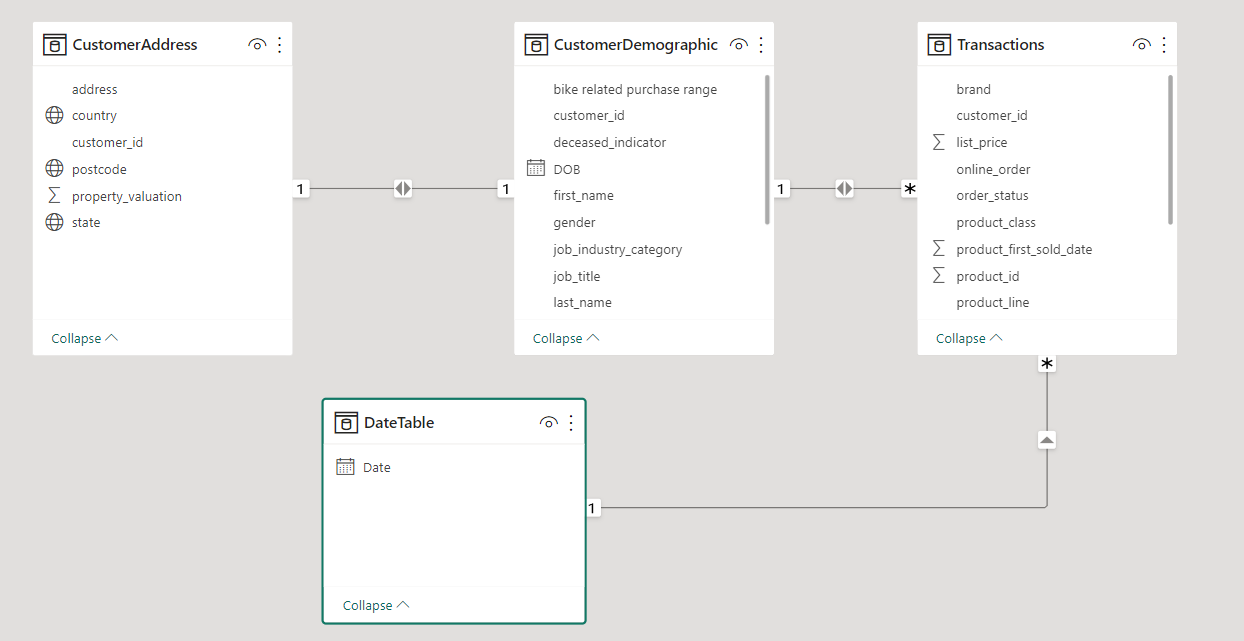 CustomerAddress
address
country
customer_id
postcode
property_valuation
state
Collapse
1
1
CustomerDemographic
bike related purchase range
customer_id
deceased_indicator
DOB
first_name
gender
job_industry_category
job_title
last_name
Collapse
1
*
Transactions
brand
customer_id
list_price
online_order
order_status
product_class
product_first_sold_date
product_id
product_line
Collapse
*
DateTable
Date
Collapse
1